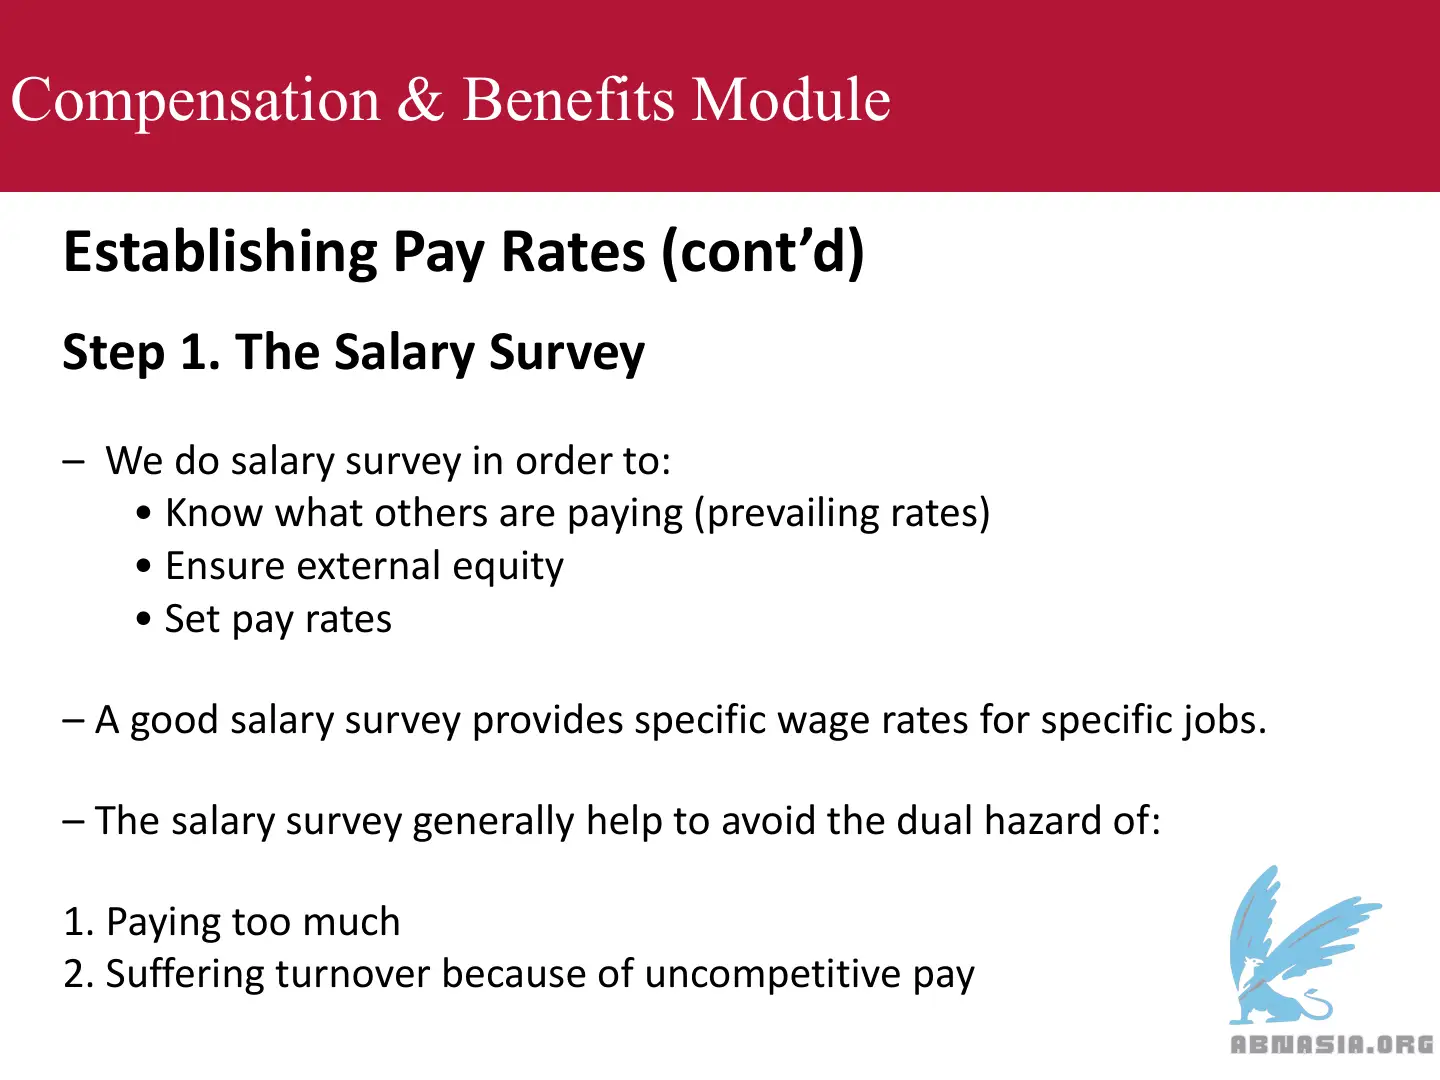 Compensation & Benefits Module
Establishing Pay Rates (cont’d)
Step 1. The Salary Survey
– We do salary survey in order to:
• Know what others are paying (prevailing rates)
• Ensure external equity
• Set pay rates
– A good salary survey provides specific wage rates for specific jobs.
– The salary survey generally help to avoid the dual hazard of:
1. Paying too much
2. Suffering turnover because of uncompetitive pay
ABNASIA.ORG